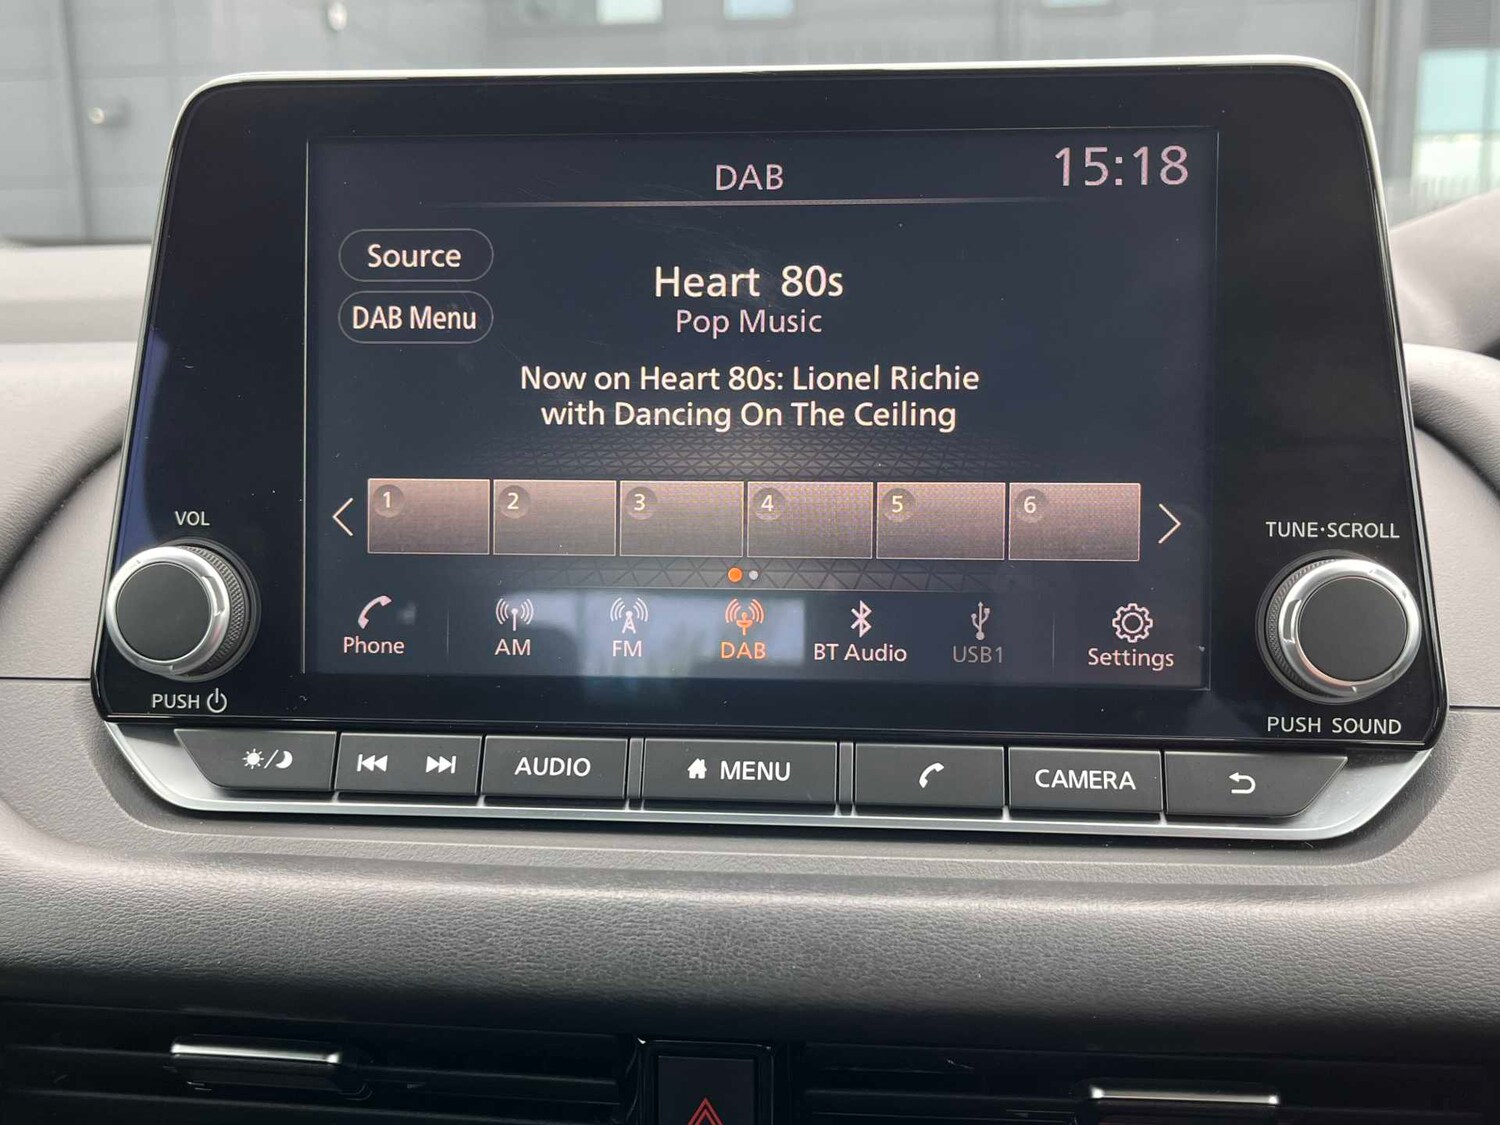 DAB
15:18
Source
DAB Menu
Heart 80s
Pop Music
Now on Heart 80s: Lionel Richie
with Dancing On The Ceiling
1 2 3 4 5 6
Phone AM FM DAB BT Audio USB1 Settings
VOL
PUSH
TUNE·SCROLL
PUSH SOUND
AUDIO MENU CAMERA